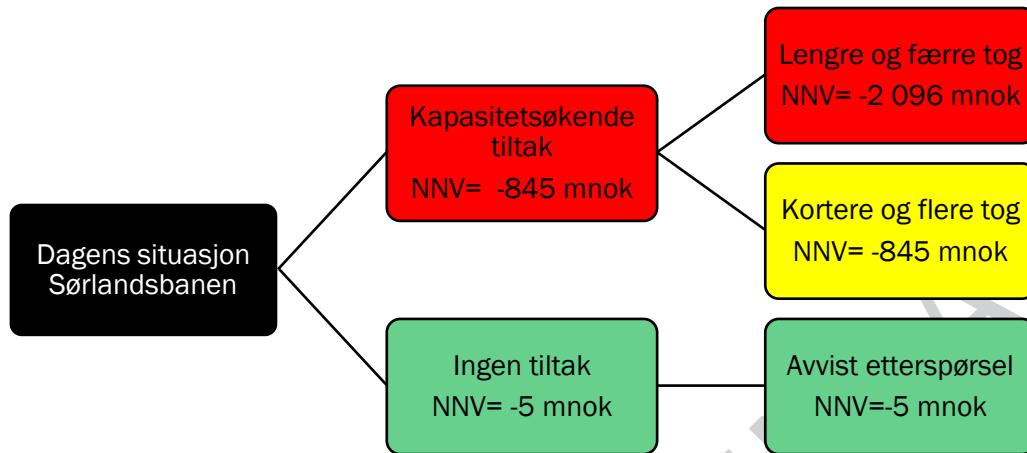 Dagens situasjon
Sørlandsbanen
Kapasitetsøkende
tiltak
NNV= -845 mnok
Lengre og færre tog
NNV= -2 096 mnok
Kortere og flere tog
NNV= -845 mnok
Ingen tiltak
NNV= -5 mnok
Avvist etterspørsel
NNV=-5 mnok